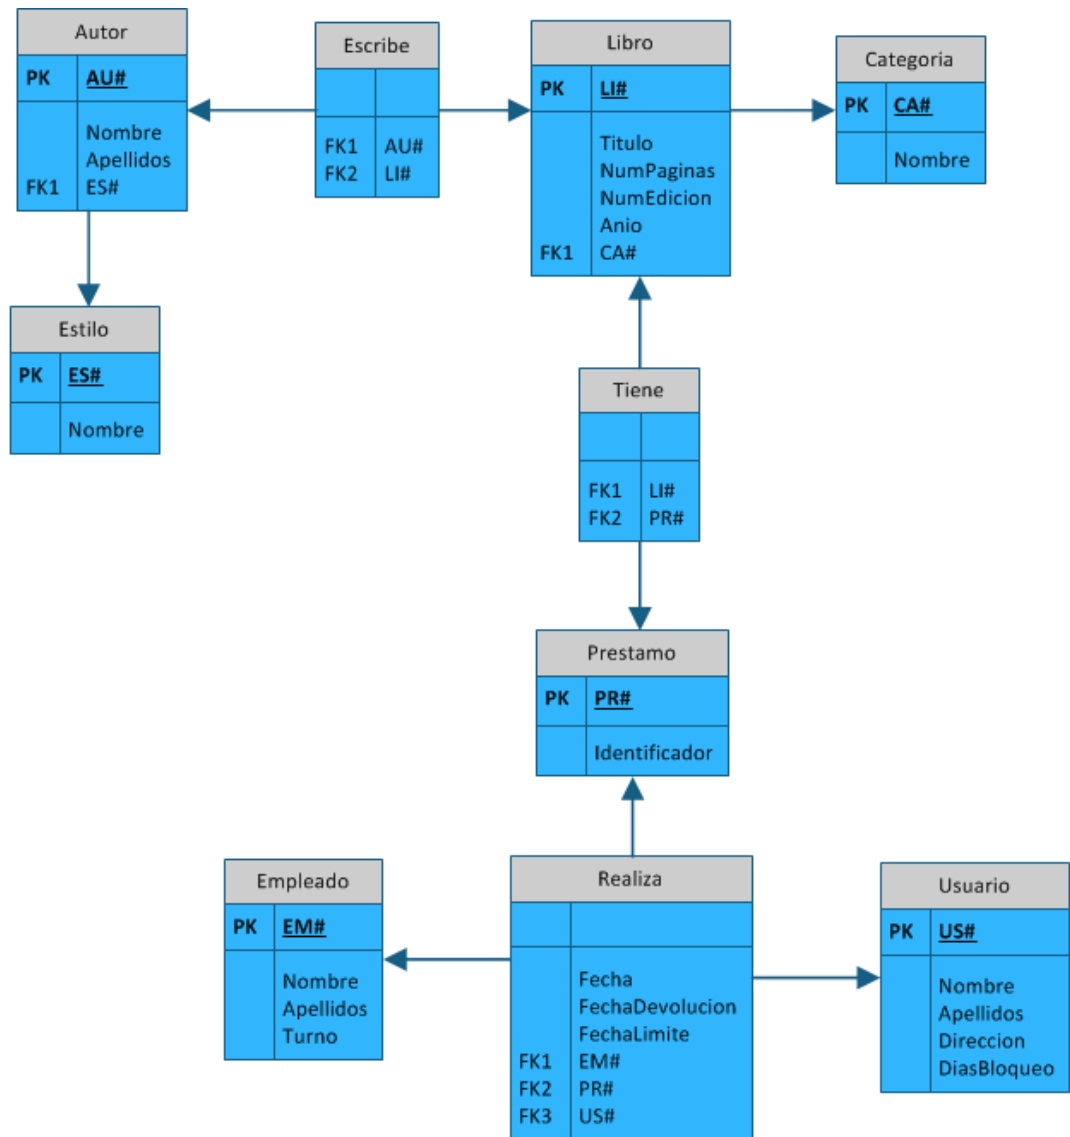 Autor
PK AU#
Nombre
Apellidos
FK1 ES#
Escribe
FK1 AU#
FK2 LI#
Libro
PK LI#
Titulo
NumPaginas
NumEdicion
Anio
FK1 CA#
Categoria
PK CA#
Nombre
Estilo
PK ES#
Nombre
Tiene
FK1 LI#
FK2 PR#
Prestamo
PK PR#
Identificador
Empleado
PK EM#
Nombre
Apellidos
Turno
Realiza
Fecha
FechaDevolucion
FechaLimite
FK1 EM#
FK2 PR#
FK3 US#
Usuario
PK US#
Nombre
Apellidos
Direccion
DiasBloqueo